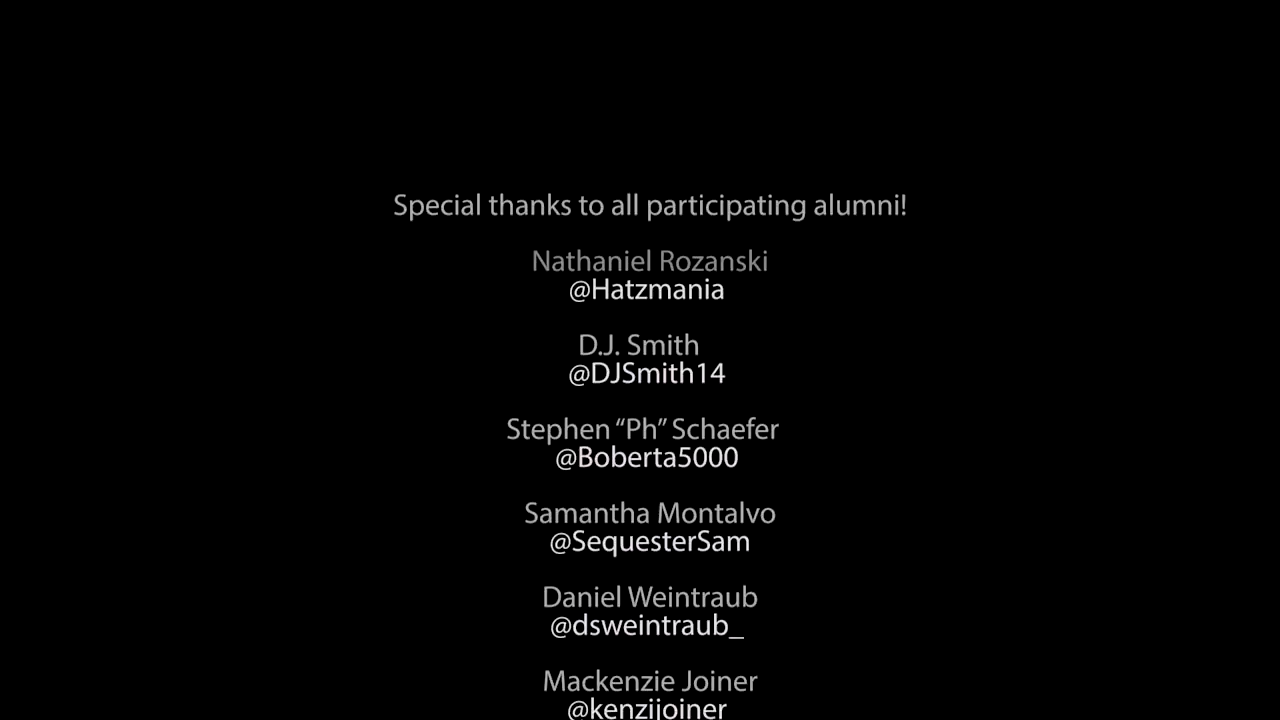 Special thanks to all participating alumni!
Nathaniel Rozanski
@Hatzmania
D.J. Smith
@DJSmith14
Stephen “Ph” Schaefer
@Boberta5000
Samantha Montalvo
@SequesterSam
Daniel Weintraub
@dsweintraub_
Mackenzie Joiner
@kenzijoiner